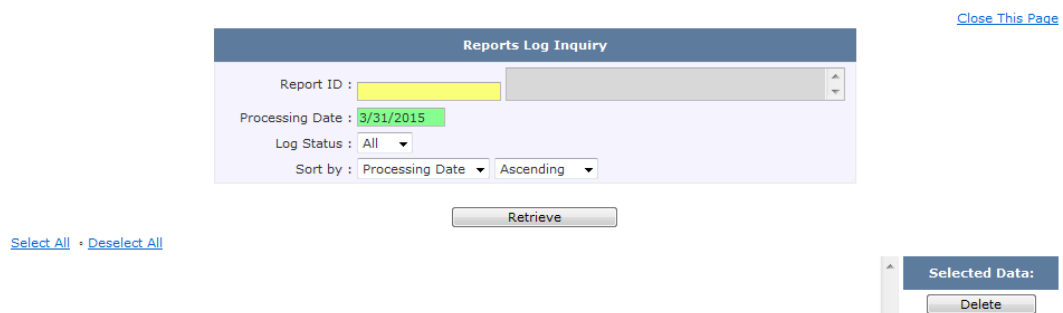 Close This Page
Reports Log Inquiry
Report ID :
Processing Date : 3/31/2015
Log Status : All
Sort by : Processing Date Ascending
Retrieve
Select All • Deselect All
Selected Data:
Delete